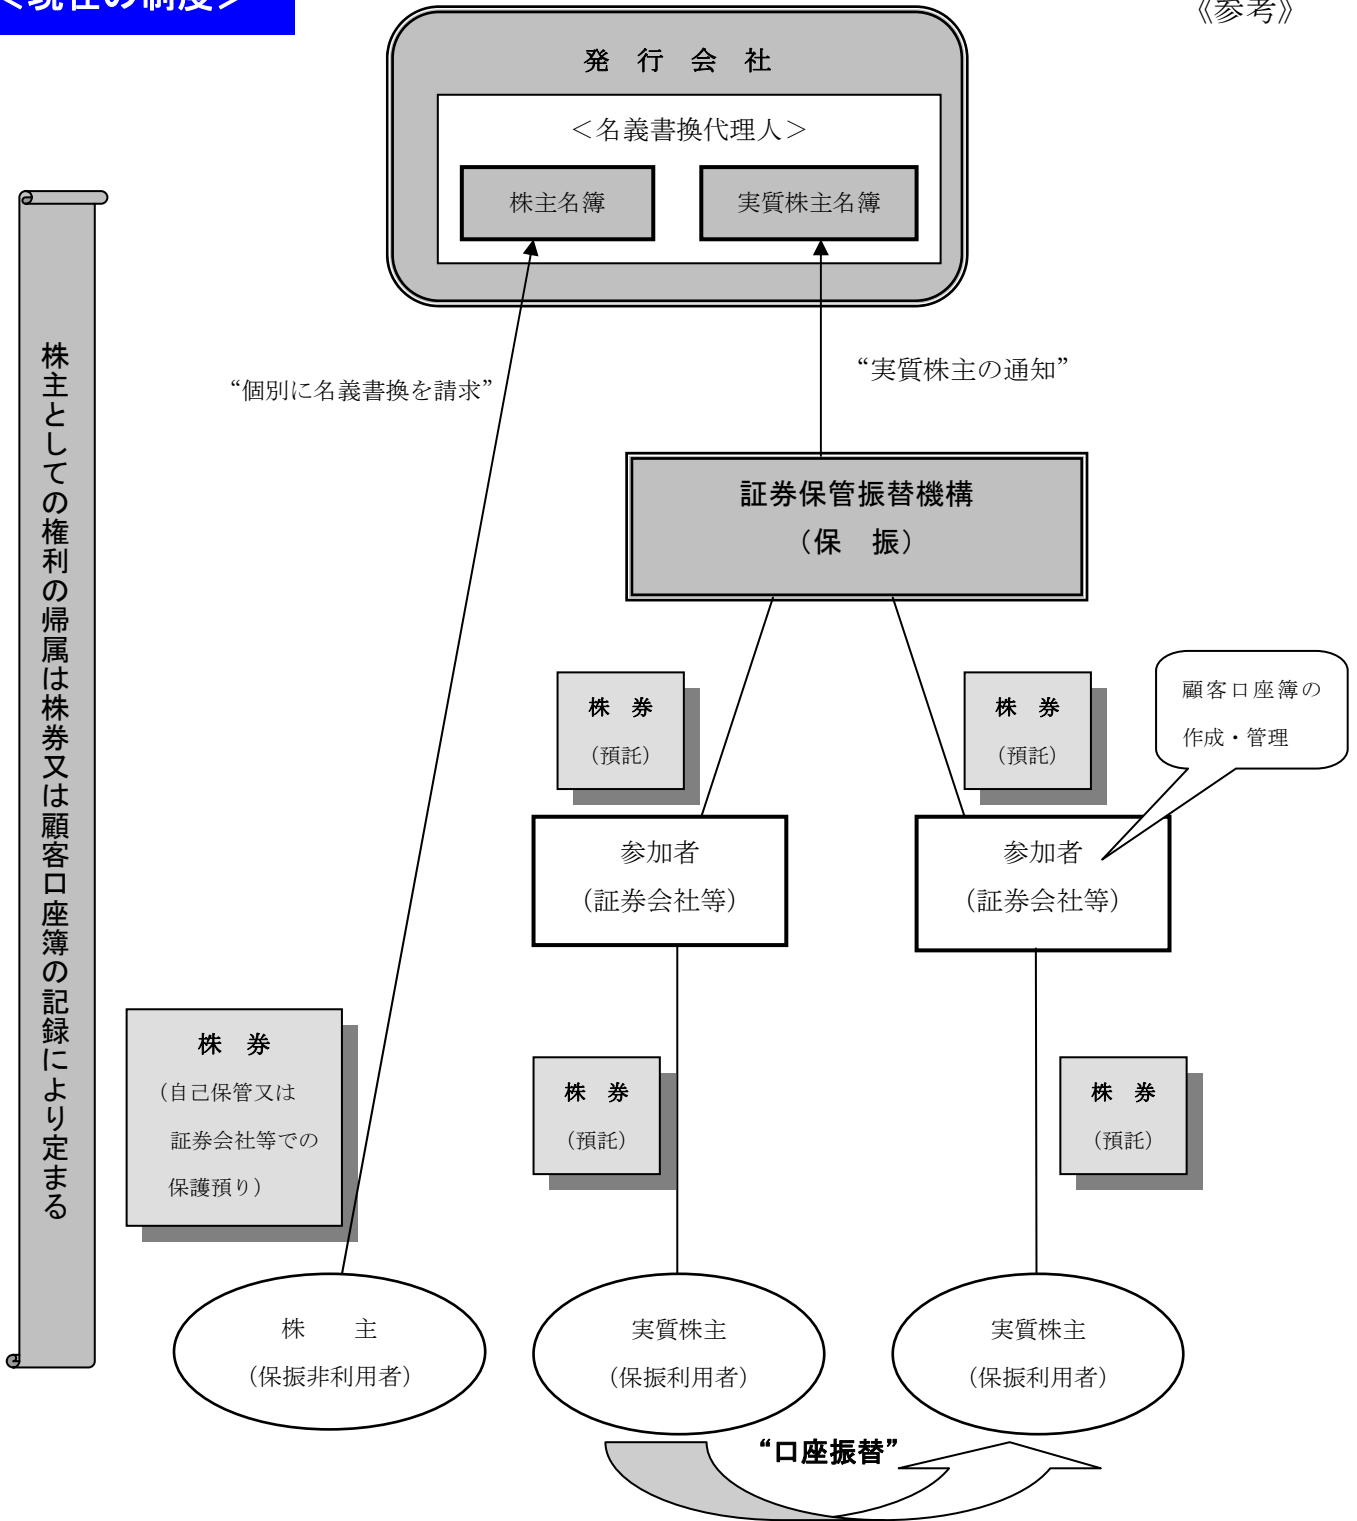 ＜現在の制度＞
《参考》
発 行 会 社
＜名義書換代理人＞
株主名簿
実質株主名簿
“個別に名義書換を請求”
“実質株主の通知”
株主としての権利の帰属は株券又は顧客口座簿の記録により定まる
証券保管振替機構
（保 振）
株 券
（預託）
株 券
（預託）
顧客口座簿の
作成・管理
参加者
（証券会社等）
参加者
（証券会社等）
株 券
（自己保管又は
証券会社等での
保護預り）
株 券
（預託）
株 券
（預託）
株 主
（保振非利用者）
実質株主
（保振利用者）
実質株主
（保振利用者）
“口座振替”